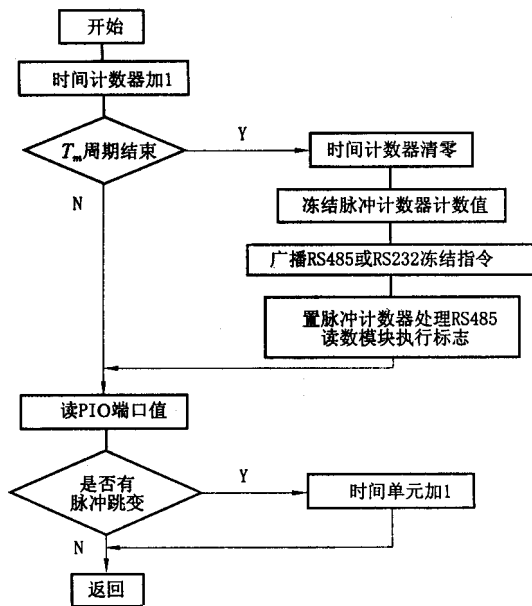 开始
时间计数器加1
Tm周期结束
Y
时间计数器清零
N
冻结脉冲计数器计数值
广播RS485或RS232冻结指令
置脉冲计数器处理RS485
读数模块执行标志
读PIO端口值
是否有
脉冲跳变
Y
时间单元加1
N
返回